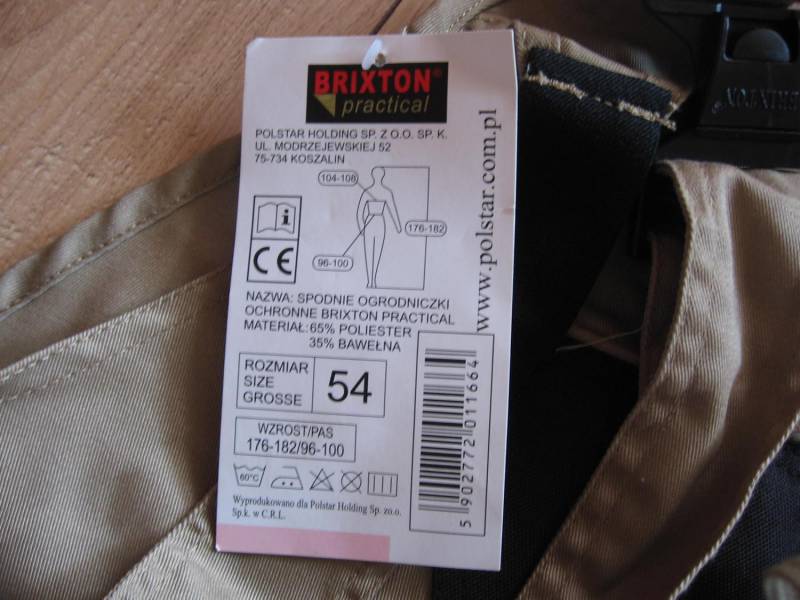 BRIXTON®
practical
POLSTAR HOLDING SP. Z O.O. SP. K.
UL. MODRZEJEWSKIEJ 52
75-734 KOSZALIN
104-108
176-182
96-100
www.polstar.com.pl
i
CE
NAZWA: SPODNIE OGRODNICZKI
OCHRONNE BRIXTON PRACTICAL
MATERIAŁ: 65% POLIESTER
35% BAWEŁNA
ROZMIAR
SIZE
GROSSE
54
WZROST/PAS
176-182/96-100
60°C
5 902772 011664
Wyprodukowano dla Polstar Holding Sp. zo.o.
Sp.k. w C.R.L.
BRIXTON